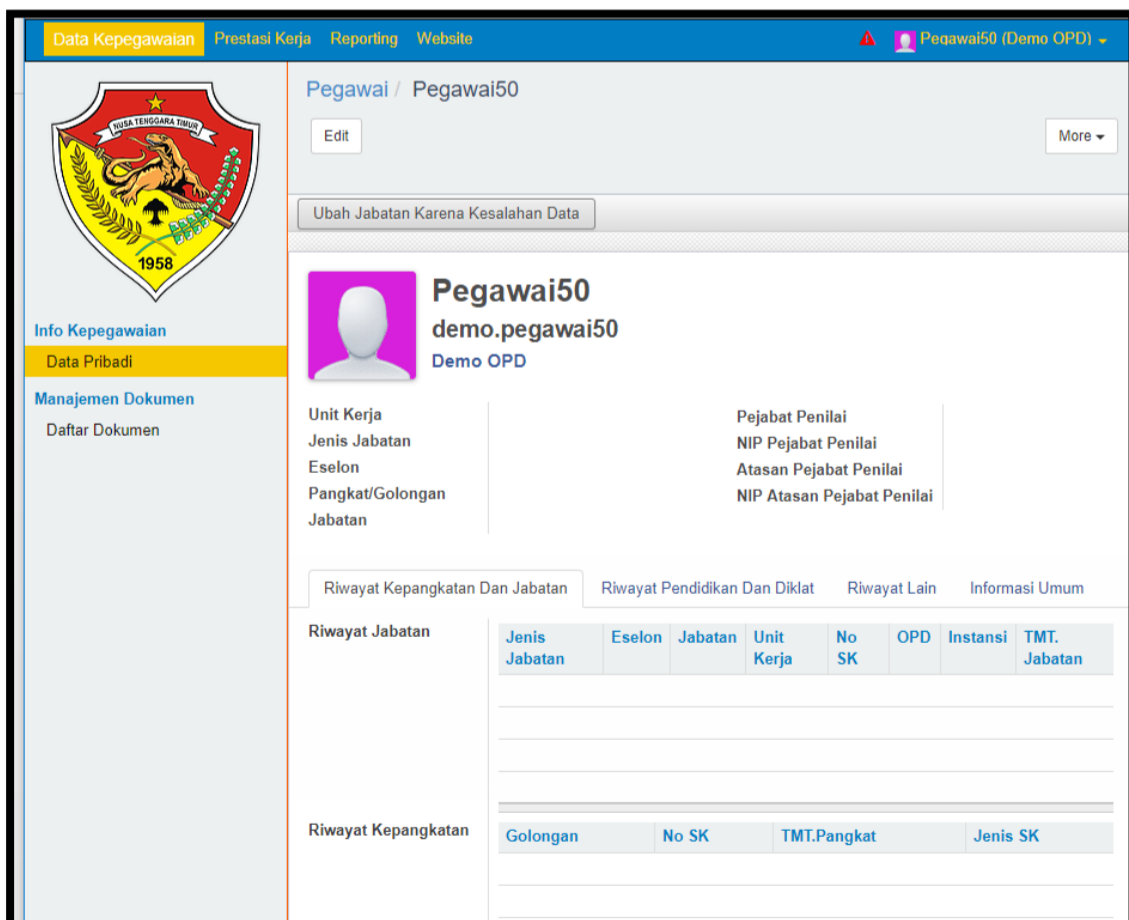 Data Kepegawaian Prestasi Kerja Reporting Website Pegawai50 (Demo OPD)
NUSA TENGGARA TIMUR
1958
Info Kepegawaian
Data Pribadi
Manajemen Dokumen
Daftar Dokumen
Pegawai / Pegawai50
Edit More
Ubah Jabatan Karena Kesalahan Data
Pegawai50
demo.pegawai50
Demo OPD
Unit Kerja
Jenis Jabatan
Eselon
Pangkat/Golongan
Jabatan
Pejabat Penilai
NIP Pejabat Penilai
Atasan Pejabat Penilai
NIP Atasan Pejabat Penilai
Riwayat Kepangkatan Dan Jabatan Riwayat Pendidikan Dan Diklat Riwayat Lain Informasi Umum
Riwayat Jabatan
Jenis Eselon Jabatan Unit No OPD Instansi TMT.
Jabatan Kerja SK Jabatan
Riwayat Kepangkatan
Golongan No SK TMT.Pangkat Jenis SK